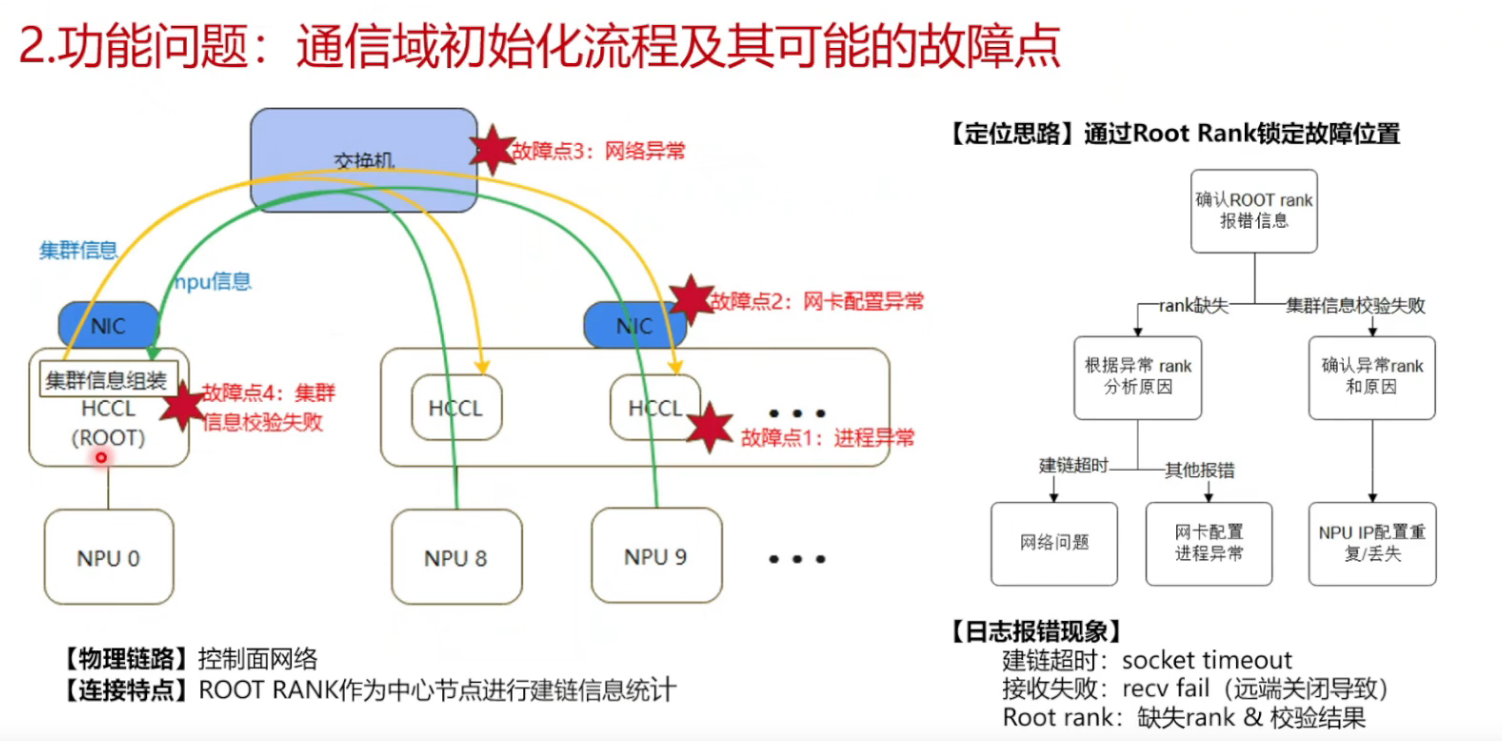 2.功能问题：通信域初始化流程及其可能的故障点
交换机
故障点3：网络异常
集群信息
npu信息
NIC
NIC
故障点2：网卡配置异常
集群信息组装
HCCL
(ROOT)
故障点4：集群
信息校验失败
HCCL
HCCL
• • •
故障点1：进程异常
NPU 0
NPU 8
NPU 9
• • •
【物理链路】控制面网络
【连接特点】ROOT RANK作为中心节点进行建链信息统计
【定位思路】通过Root Rank锁定故障位置
确认ROOT rank
报错信息
rank缺失
集群信息校验失败
根据异常 rank
分析原因
确认异常rank
和原因
建链超时
其他报错
网络问题
网卡配置
进程异常
NPU IP配置重
复/丢失
【日志报错现象】
建链超时：socket timeout
接收失败：recv fail（远端关闭导致）
Root rank：缺失rank & 校验结果